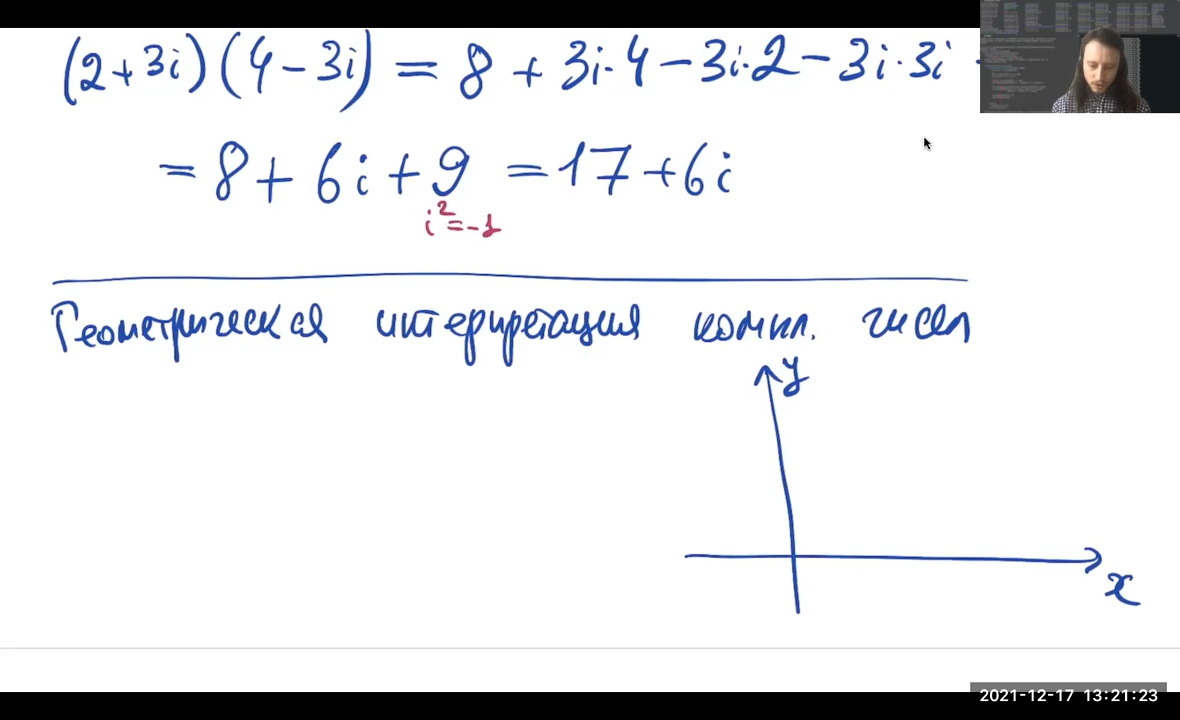 (2+3i)(4-3i) = 8 + 3i·4 - 3i·2 - 3i·3i
= 8 + 6i + 9 = 17 + 6i
i²=-1
Геометрическая интерпретация компл. чисел
y
x
2021-12-17 13:21:23